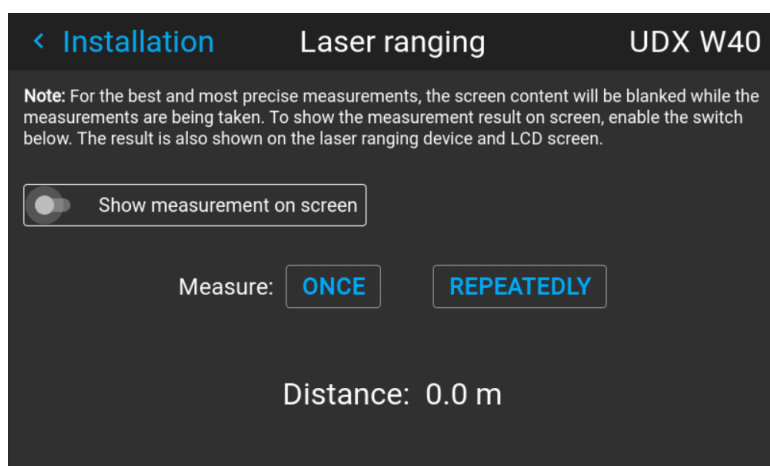 < Installation Laser ranging UDX W40
Note: For the best and most precise measurements, the screen content will be blanked while the
measurements are being taken. To show the measurement result on screen, enable the switch
below. The result is also shown on the laser ranging device and LCD screen.
Show measurement on screen
Measure: ONCE REPEATEDLY
Distance: 0.0 m